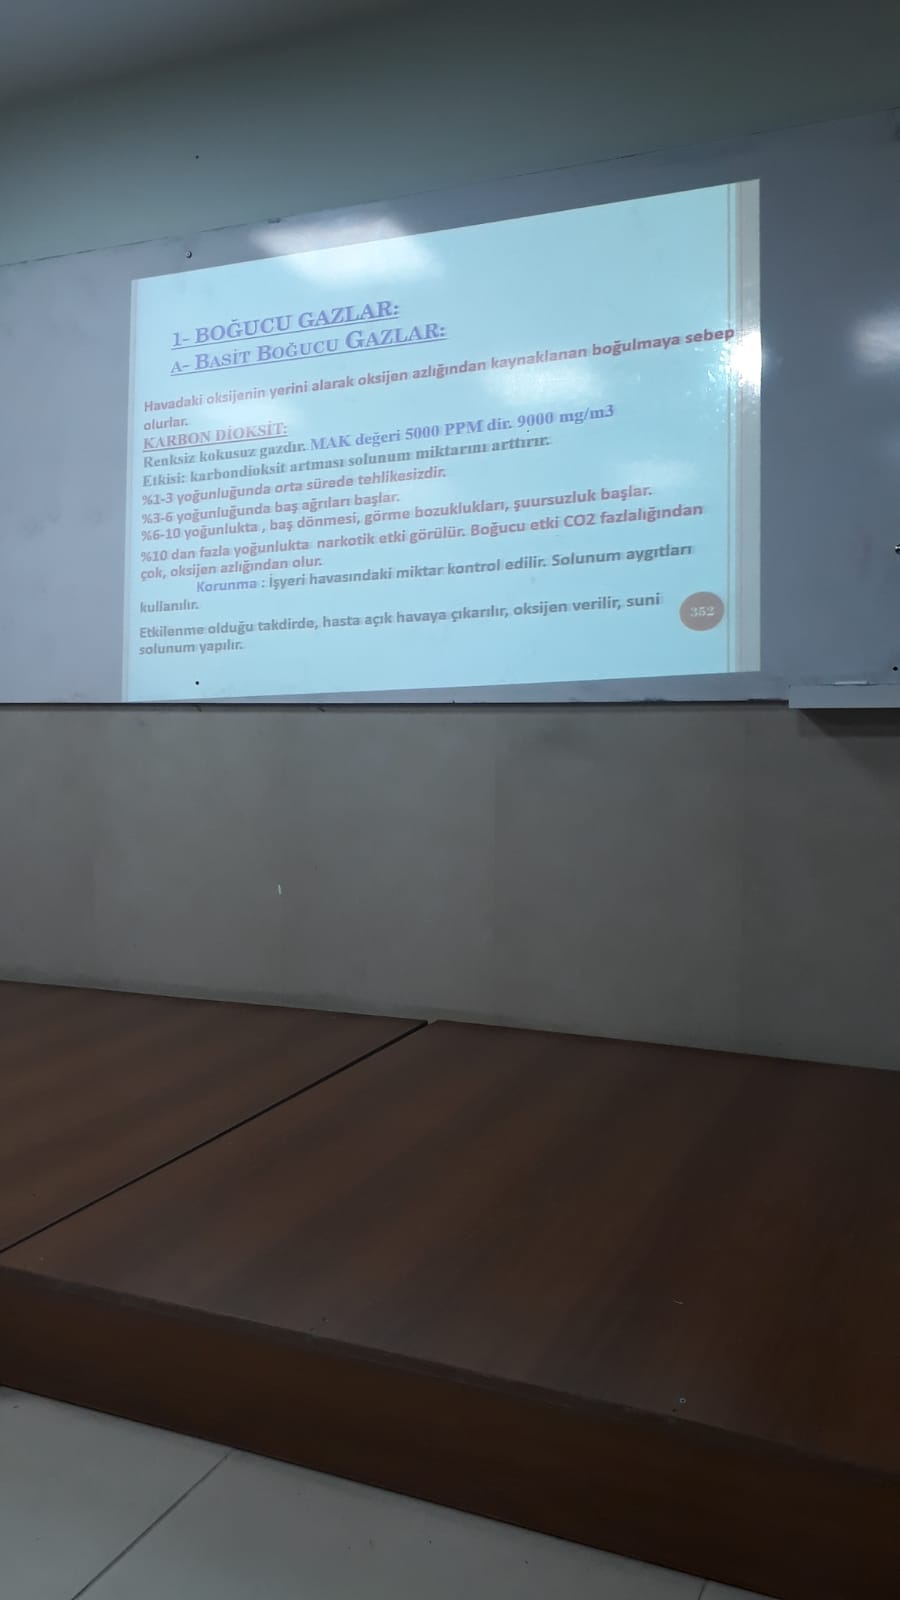 1- BOĞUCU GAZLAR:
A- BASİT BOĞUCU GAZLAR:
Havadaki oksijenin yerini alarak oksijen azlığından kaynaklanan boğulmaya sebep
olurlar.
KARBON DİOKSİT:
Renksiz kokusuz gazdır. MAK değeri 5000 PPM dir. 9000 mg/m3
Etkisi: karbondioksit artması solunum miktarını arttırır.
%1-3 yoğunluğunda orta sürede tehlikesizdir.
%3-6 yoğunluğunda baş ağrıları başlar.
%6-10 yoğunlukta , baş dönmesi, görme bozuklukları, şuursuzluk başlar.
%10 dan fazla yoğunlukta narkotik etki görülür. Boğucu etki CO2 fazlalığından
çok, oksijen azlığından olur.
Korunma : İşyeri havasındaki miktar kontrol edilir. Solunum aygıtları
kullanılır.
Etkilenme olduğu takdirde, hasta açık havaya çıkarılır, oksijen verilir, suni
solunum yapılır.
352